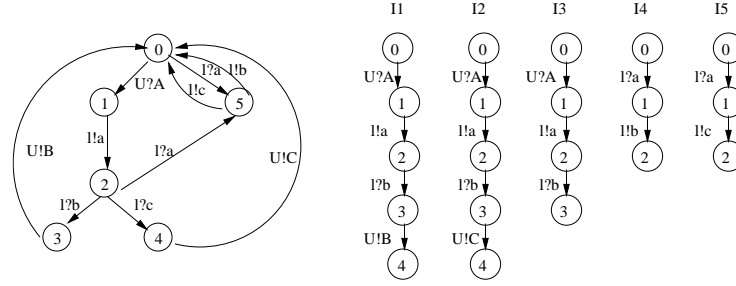 I1 I2 I3 I4 I5
0 0 0 0 0 0
l?a l!b
U?A l!c
U?A U?A U?A l?a l?a
1 5 1 1 1 1 1
l!a l!a l!a l!a l!b l!c
U!B l?a U!C
2 2 2 2 2 2
l?b l?c l?b l?b l?b
3 4 3 3 3
U!B U!C
4 4